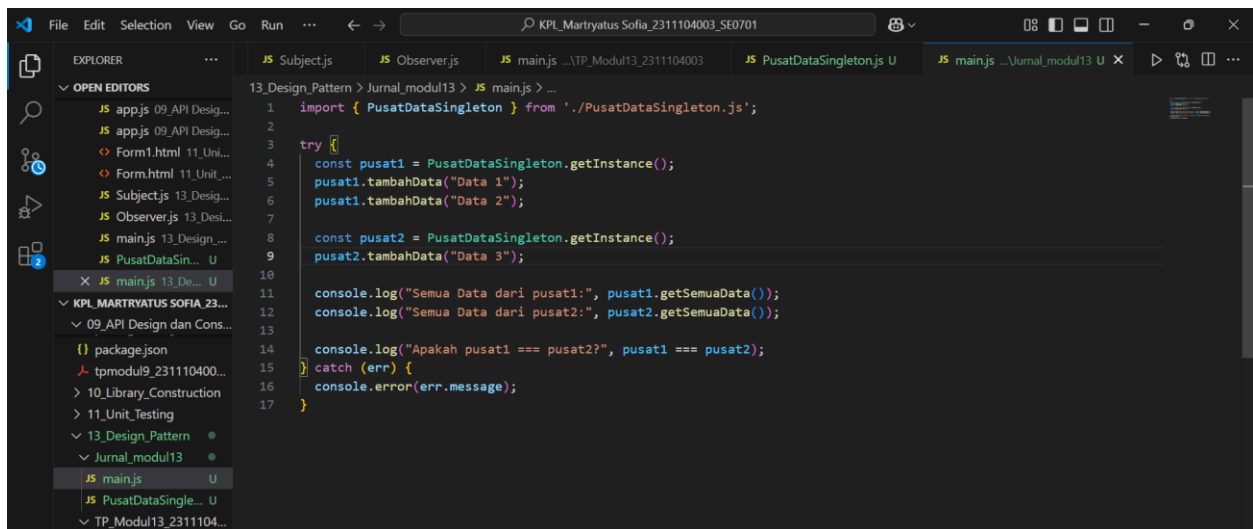 File Edit Selection View Go Run ··· KPL_Martryatus Sofia_2311104003_SE0701
EXPLORER ···
OPEN EDITORS
JS app.js 09_API Desig...
JS app.js 09_API Desig...
<> Form1.html 11_Uni...
<> Form.html 11_Unit_...
JS Subject.js 13_Desig...
JS Observer.js 13_Desi...
JS main.js 13_Design_...
JS PusatDataSin... U
JS main.js 13_De... U
KPL_MARTRYATUS SOFIA_23...
09_API Design dan Cons...
{} package.json
tpmodul9_231110400...
10_Library_Construction
11_Unit_Testing
13_Design_Pattern
Jurnal_modul13
JS main.js U
JS PusatDataSingle... U
TP_Modul13_2311104...
2
JS Subject.js JS Observer.js JS main.js ...\TP_Modul13_2311104003 JS PusatDataSingleton.js U JS main.js ...\Jurnal_modul13 U
13_Design_Pattern > Jurnal_modul13 > JS main.js > ...
1 import { PusatDataSingleton } from './PusatDataSingleton.js';
2
3 try {
4 const pusat1 = PusatDataSingleton.getInstance();
5 pusat1.tambahData("Data 1");
6 pusat1.tambahData("Data 2");
7
8 const pusat2 = PusatDataSingleton.getInstance();
9 pusat2.tambahData("Data 3");
10
11 console.log("Semua Data dari pusat1:", pusat1.getSemuaData());
12 console.log("Semua Data dari pusat2:", pusat2.getSemuaData());
13
14 console.log("Apakah pusat1 === pusat2?", pusat1 === pusat2);
15 } catch (err) {
16 console.error(err.message);
17 }